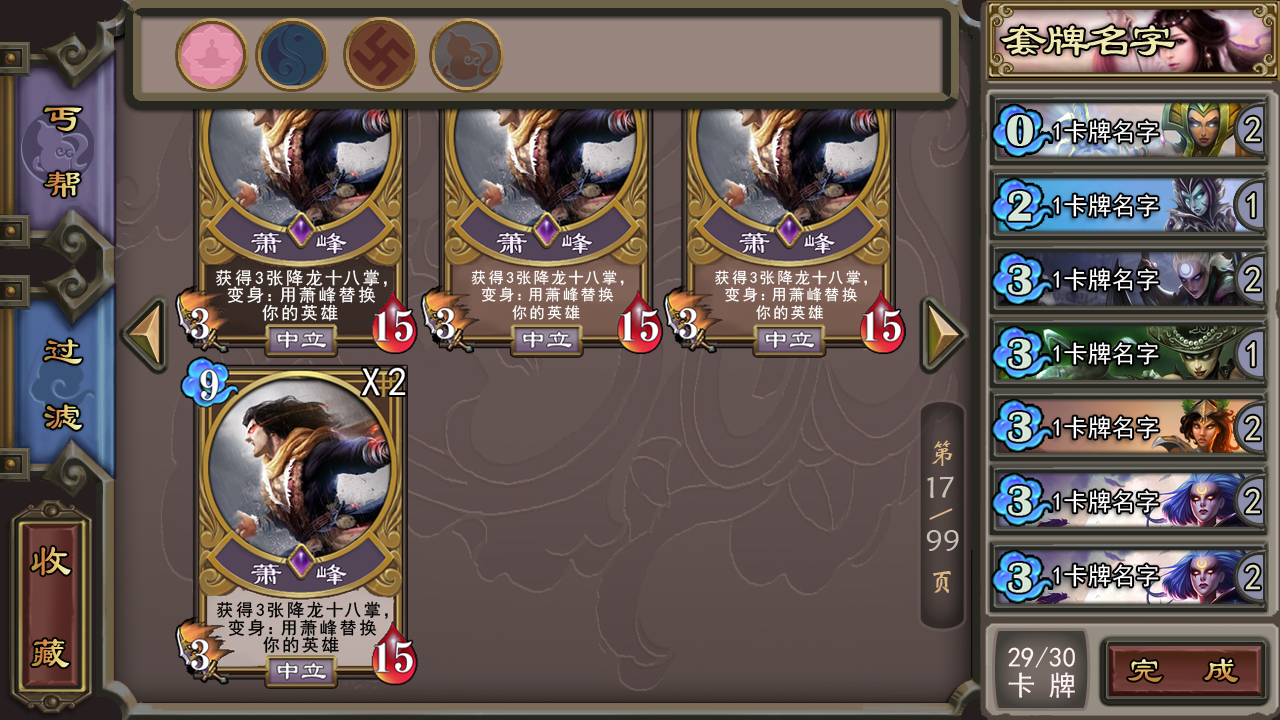 丐
帮
过
滤
收
藏
萧峰
获得3张降龙十八掌,
变身:用萧峰替换
你的英雄
3
中立
15
萧峰
获得3张降龙十八掌,
变身:用萧峰替换
你的英雄
3
中立
15
萧峰
获得3张降龙十八掌,
变身:用萧峰替换
你的英雄
3
中立
15
9
X2
萧峰
获得3张降龙十八掌,
变身:用萧峰替换
你的英雄
3
中立
15
第
17
/
99
页
套牌名字
0 1卡牌名字 2
2 1卡牌名字 1
3 1卡牌名字 2
3 1卡牌名字 1
3 1卡牌名字 2
3 1卡牌名字 2
3 1卡牌名字 2
29/30
卡 牌
完 成